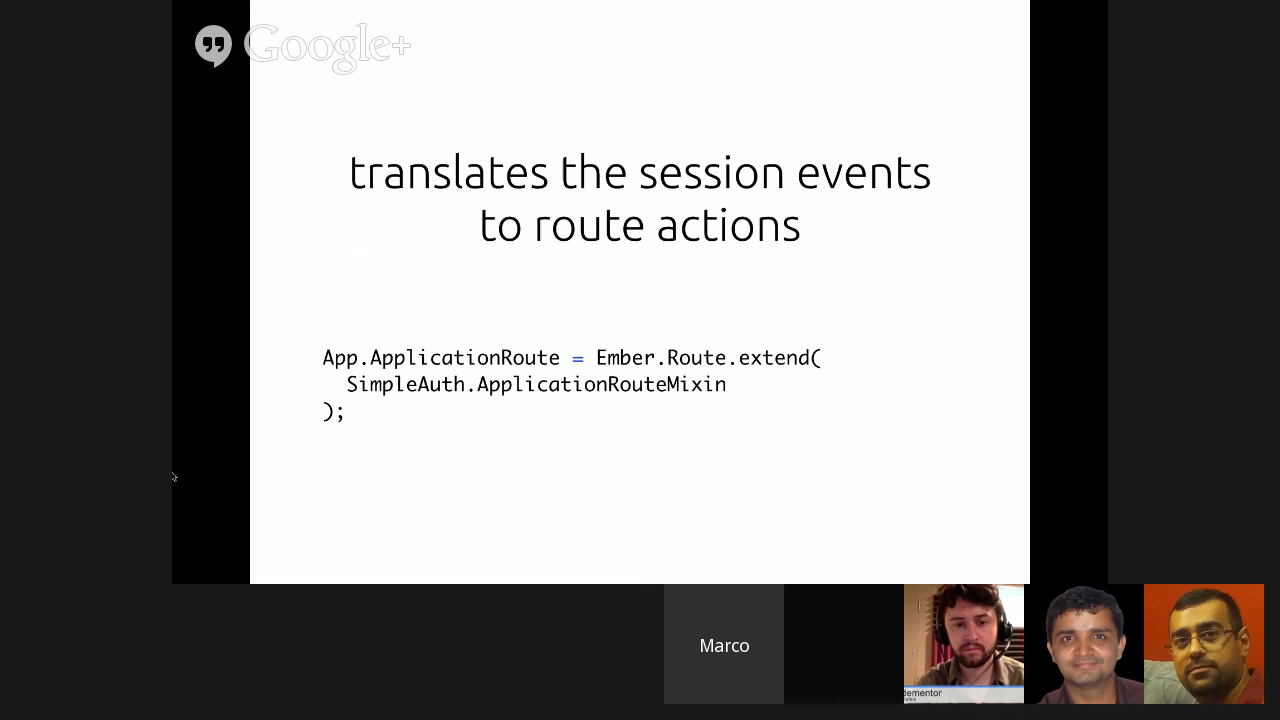 Google+
translates the session events
to route actions
App.ApplicationRoute = Ember.Route.extend(
  SimpleAuth.ApplicationRouteMixin
);
Marco
dementor